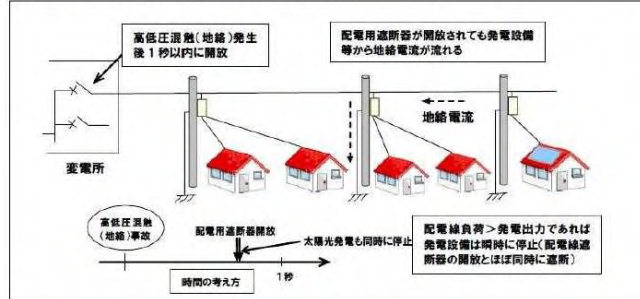 高低圧混触(地絡)発生
後1秒以内に開放
配電用遮断器が開放されても発電設備
等から地絡電流が流れる
地絡電流
変電所
高低圧混触
(地絡)事故
配電用遮断器開放
太陽光発電も同時に停止
1秒
時間の考え方
配電線負荷>発電出力であれば
発電設備は瞬時に停止(配電線遮
断器の開放とほぼ同時に遮断)